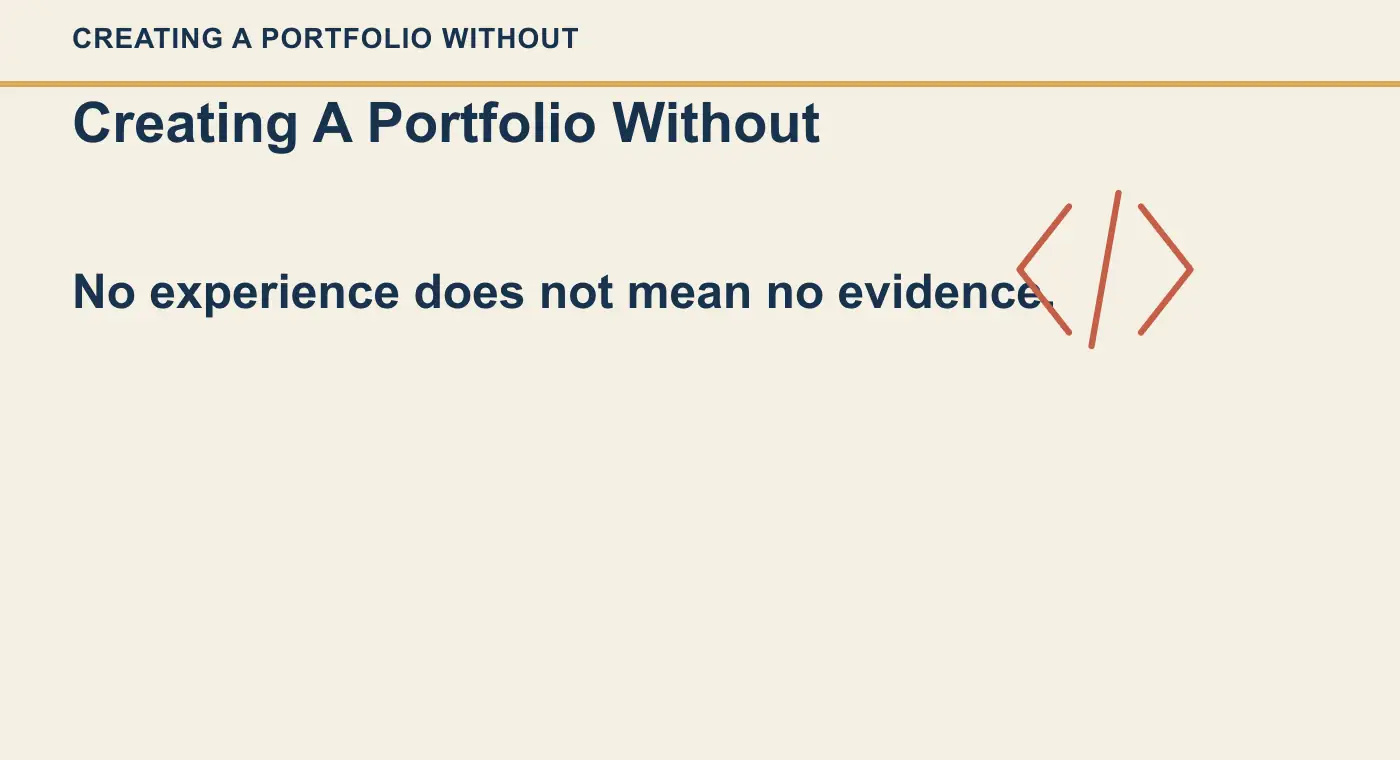 CREATING A PORTFOLIO WITHOUT
Creating A Portfolio Without
No experience does not mean no evidence.